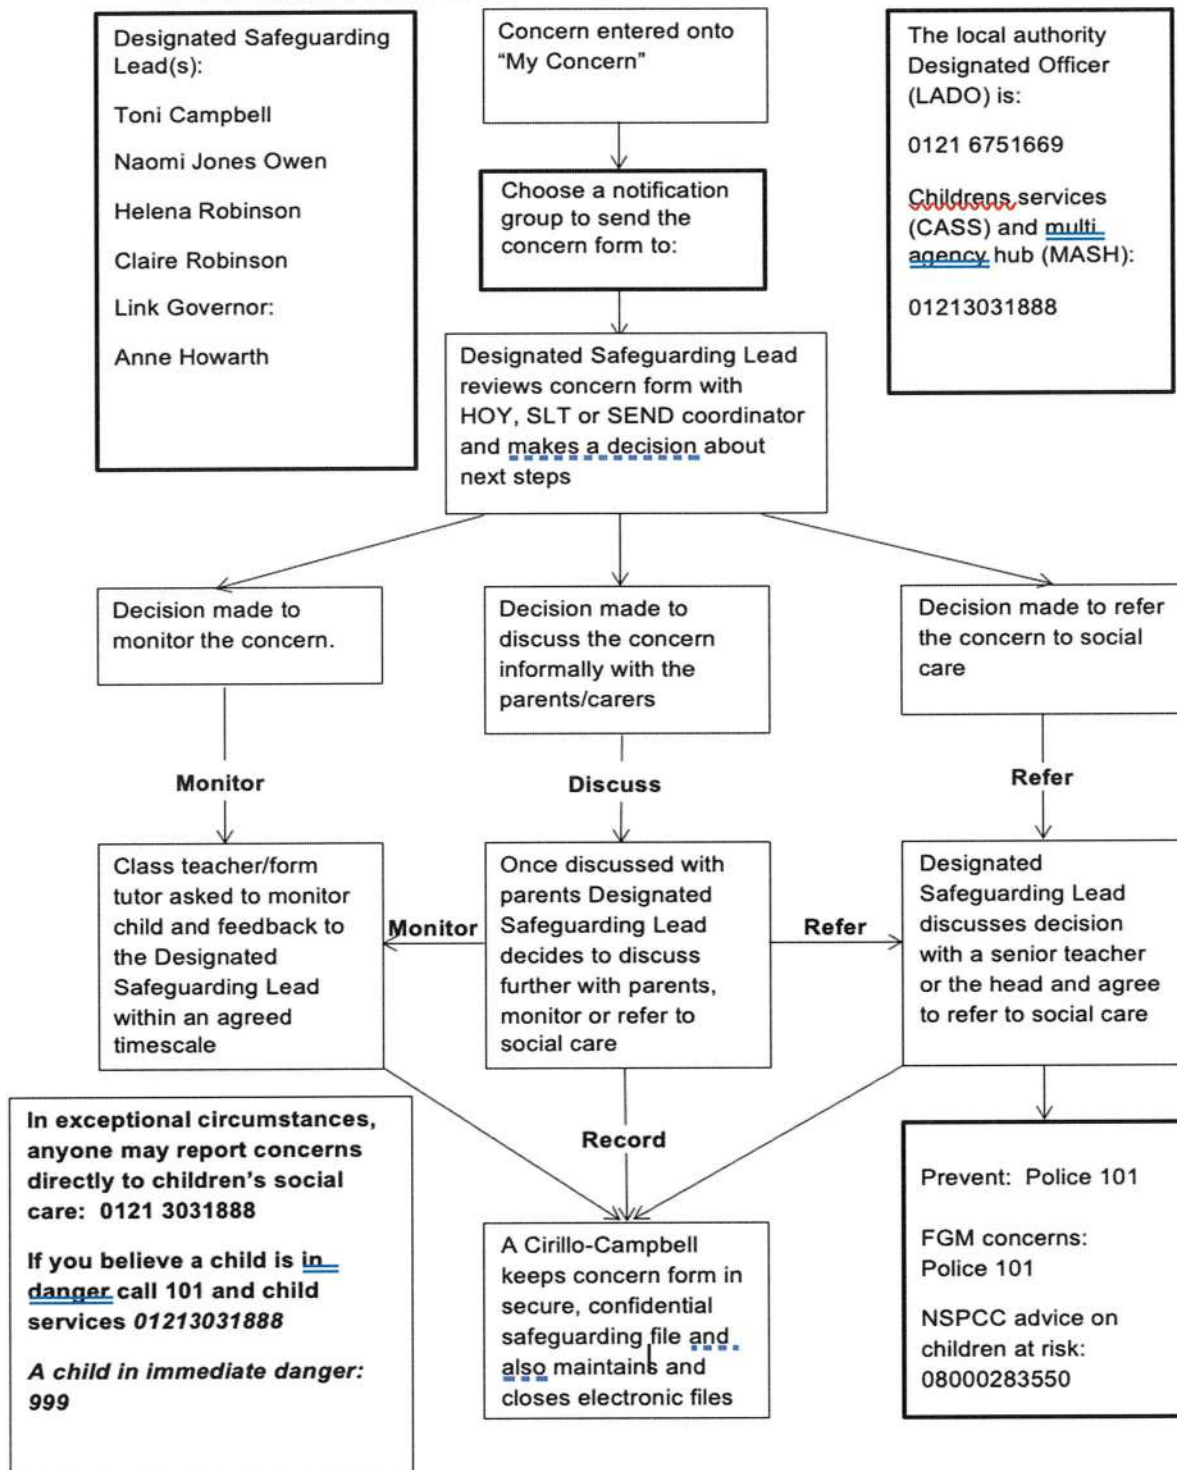 Designated Safeguarding
Lead(s):
Toni Campbell
Naomi Jones Owen
Helena Robinson
Claire Robinson
Link Governor:
Anne Howarth
Concern entered onto
“My Concern”
Choose a notification
group to send the
concern form to:
The local authority
Designated Officer
(LADO) is:
0121 6751669
Childrens services
(CASS) and multi
agency hub (MASH):
01213031888
Designated Safeguarding Lead
reviews concern form with
HOY, SLT or SEND coordinator
and makes a decision about
next steps
Decision made to
monitor the concern.
Decision made to
discuss the concern
informally with the
parents/carers
Decision made to refer
the concern to social
care
Monitor
Discuss
Refer
Class teacher/form
tutor asked to monitor
child and feedback to
the Designated
Safeguarding Lead
within an agreed
timescale
Monitor
Once discussed with
parents Designated
Safeguarding Lead
decides to discuss
further with parents,
monitor or refer to
social care
Refer
Designated
Safeguarding Lead
discusses decision
with a senior teacher
or the head and agree
to refer to social care
In exceptional circumstances,
anyone may report concerns
directly to children’s social
care: 0121 3031888
If you believe a child is in
danger call 101 and child
services 01213031888
A child in immediate danger:
999
Record
A Cirillo-Campbell
keeps concern form in
secure, confidential
safeguarding file and
also maintains and
closes electronic files
Prevent: Police 101
FGM concerns:
Police 101
NSPCC advice on
children at risk:
08000283550